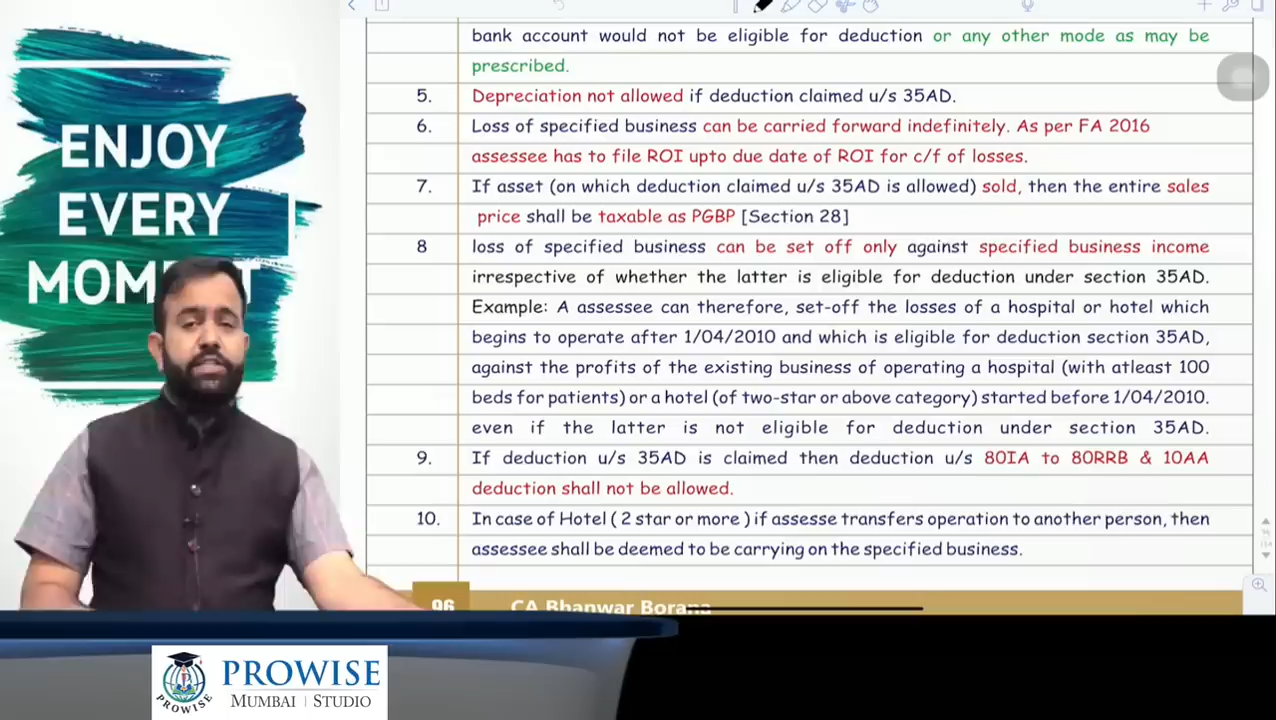 ENJOY
EVERY
MOM T
bank account would not be eligible for deduction or any other mode as may be
prescribed.
5. Depreciation not allowed if deduction claimed u/s 35AD.
6. Loss of specified business can be carried forward indefinitely. As per FA 2016
assessee has to file ROI upto due date of ROI for c/f of losses.
7. If asset (on which deduction claimed u/s 35AD is allowed) sold, then the entire sales
price shall be taxable as PGBP [Section 28]
8 loss of specified business can be set off only against specified business income
irrespective of whether the latter is eligible for deduction under section 35AD.
Example: A assessee can therefore, set-off the losses of a hospital or hotel which
begins to operate after 1/04/2010 and which is eligible for deduction section 35AD,
against the profits of the existing business of operating a hospital (with atleast 100
beds for patients) or a hotel (of two-star or above category) started before 1/04/2010.
even if the latter is not eligible for deduction under section 35AD.
9. If deduction u/s 35AD is claimed then deduction u/s 80IA to 80RRB & 10AA
deduction shall not be allowed.
10. In case of Hotel ( 2 star or more ) if assesse transfers operation to another person, then
assessee shall be deemed to be carrying on the specified business.
96 CA Bhanwar Borana
PROWISE
PROWISE
MUMBAI | STUDIO